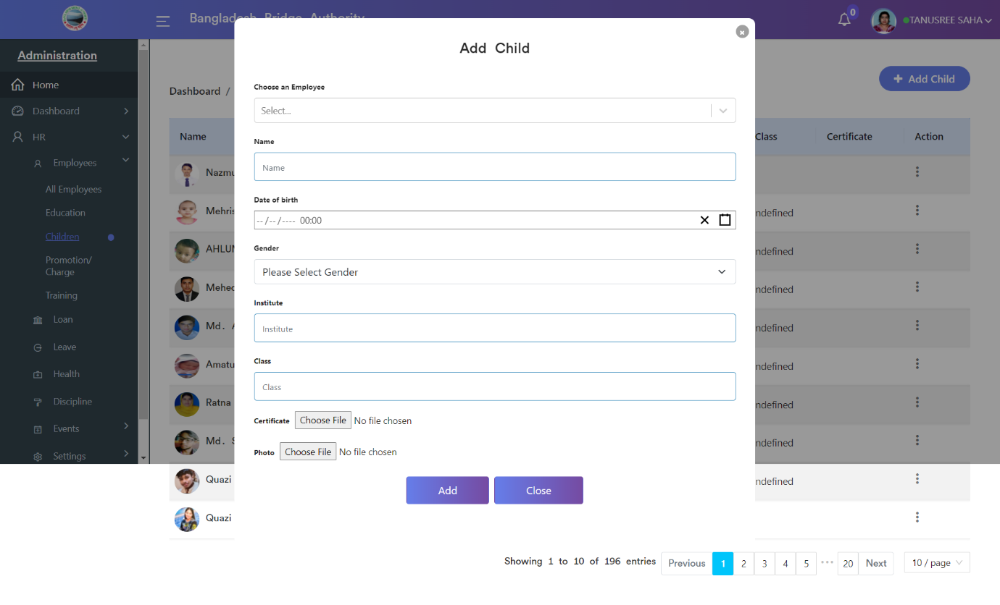 Bangladesh Bridge Authority
0
TANUSREE SAHA
Administration
Home
Dashboard
HR
Employees
All Employees
Education
Children
Promotion/
Charge
Training
Loan
Leave
Health
Discipline
Events
Settings
Dashboard /
+ Add Child
Name Class Certificate Action
Nazmu
Mehris ndefined
AHLUM ndefined
Mehed ndefined
Md. A ndefined
Amatu ndefined
Ratna ndefined
Md. S ndefined
Quazi ndefined
Quazi
Add Child
Choose an Employee
Select...
Name
Name
Date of birth
--/--/---- 00:00
Gender
Please Select Gender
Institute
Institute
Class
Class
Certificate Choose File No file chosen
Photo Choose File No file chosen
Add Close
Showing 1 to 10 of 196 entries Previous 1 2 3 4 5 ••• 20 Next 10 / page